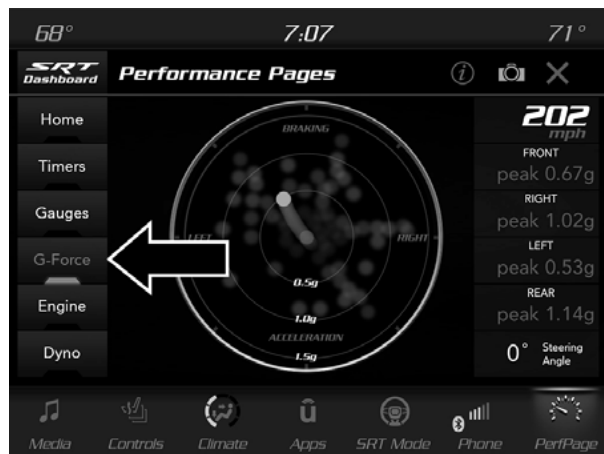 68° 7:07 71°
SRT
Dashboard
Performance Pages
i
Home
Timers
Gauges
G-Force
Engine
Dyno
BRAKING
LEFT
RIGHT
0.5g
1.0g
ACCELERATION
1.5g
202
mph
FRONT
peak 0.67g
RIGHT
peak 1.02g
LEFT
peak 0.53g
REAR
peak 1.14g
0° Steering
Angle
Media Controls Climate Apps SRT Mode Phone PerfPage